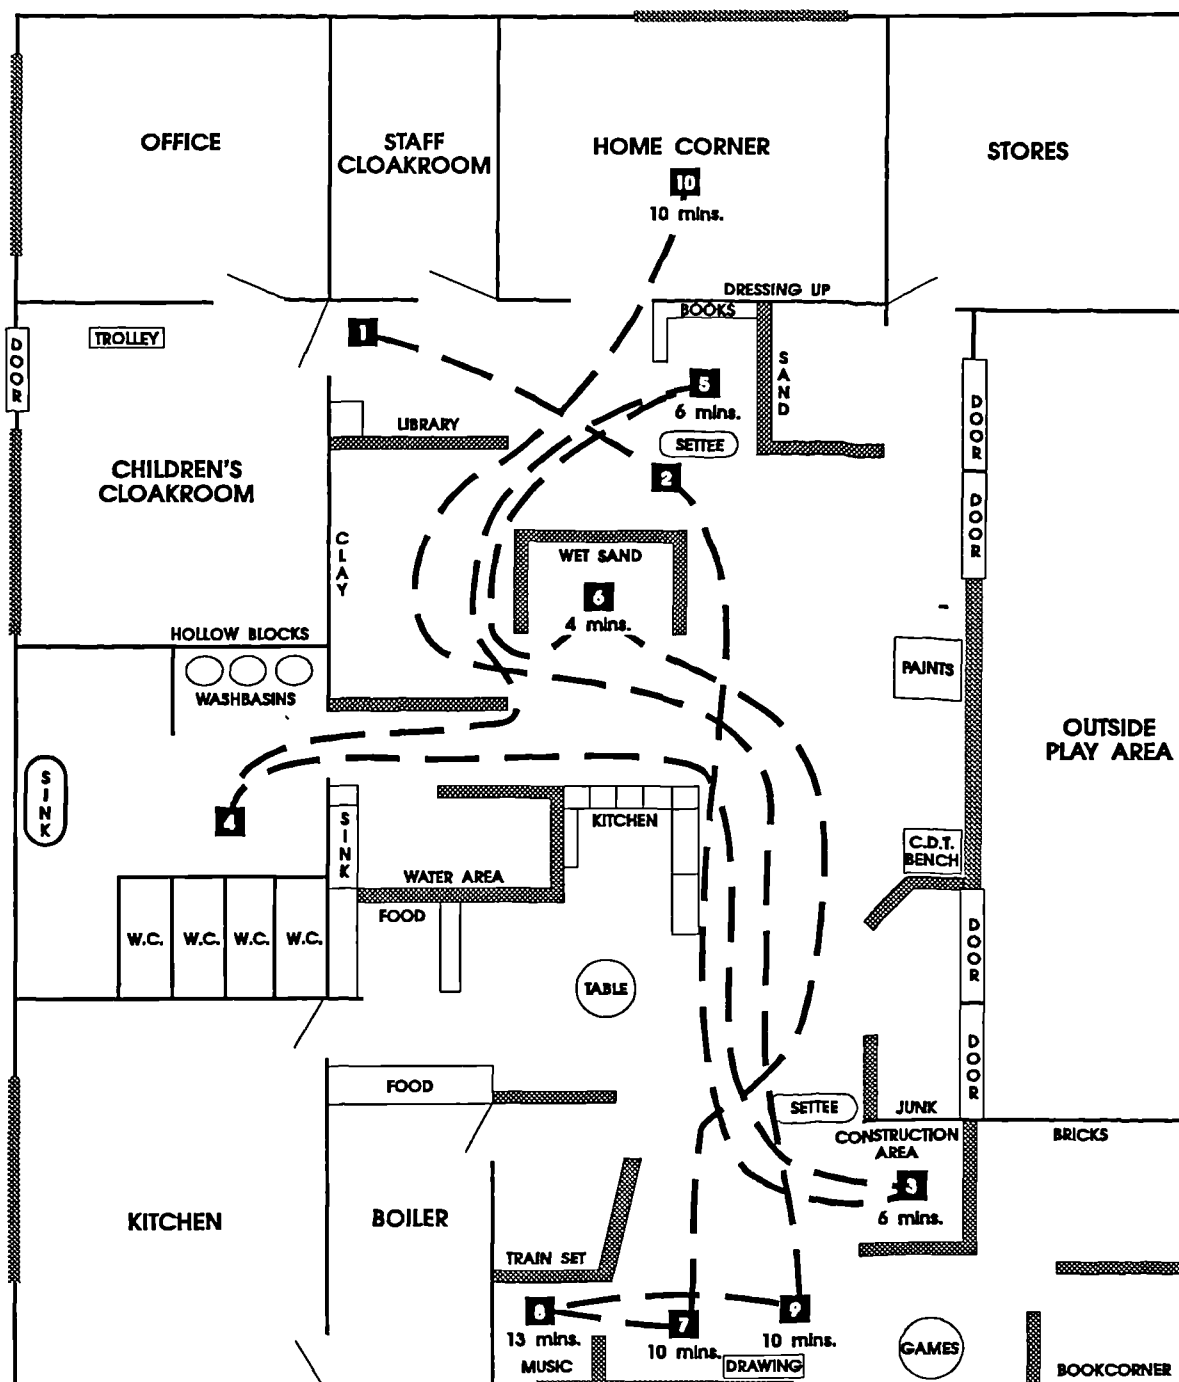 OFFICE
STAFF
CLOAKROOM
HOME CORNER
STORES
10
10 mins.
DRESSING UP
BOOKS
TROLLEY
DOOR
1
SAND
5
6 mins.
LIBRARY
SETTEE
DOOR
CHILDREN'S
CLOAKROOM
2
DOOR
CLAY
WET SAND
6
4 mins.
HOLLOW BLOCKS
WASHBASINS
PAINTS
OUTSIDE
PLAY AREA
SINK
4
SINK
KITCHEN
C.D.T.
BENCH
WATER AREA
FOOD
W.C.
W.C.
W.C.
W.C.
DOOR
TABLE
DOOR
FOOD
SETTEE
JUNK
CONSTRUCTION
AREA
BRICKS
3
6 mins.
KITCHEN
BOILER
TRAIN SET
8
13 mins.
7
10 mins.
9
10 mins.
MUSIC
DRAWING
GAMES
BOOKCORNER